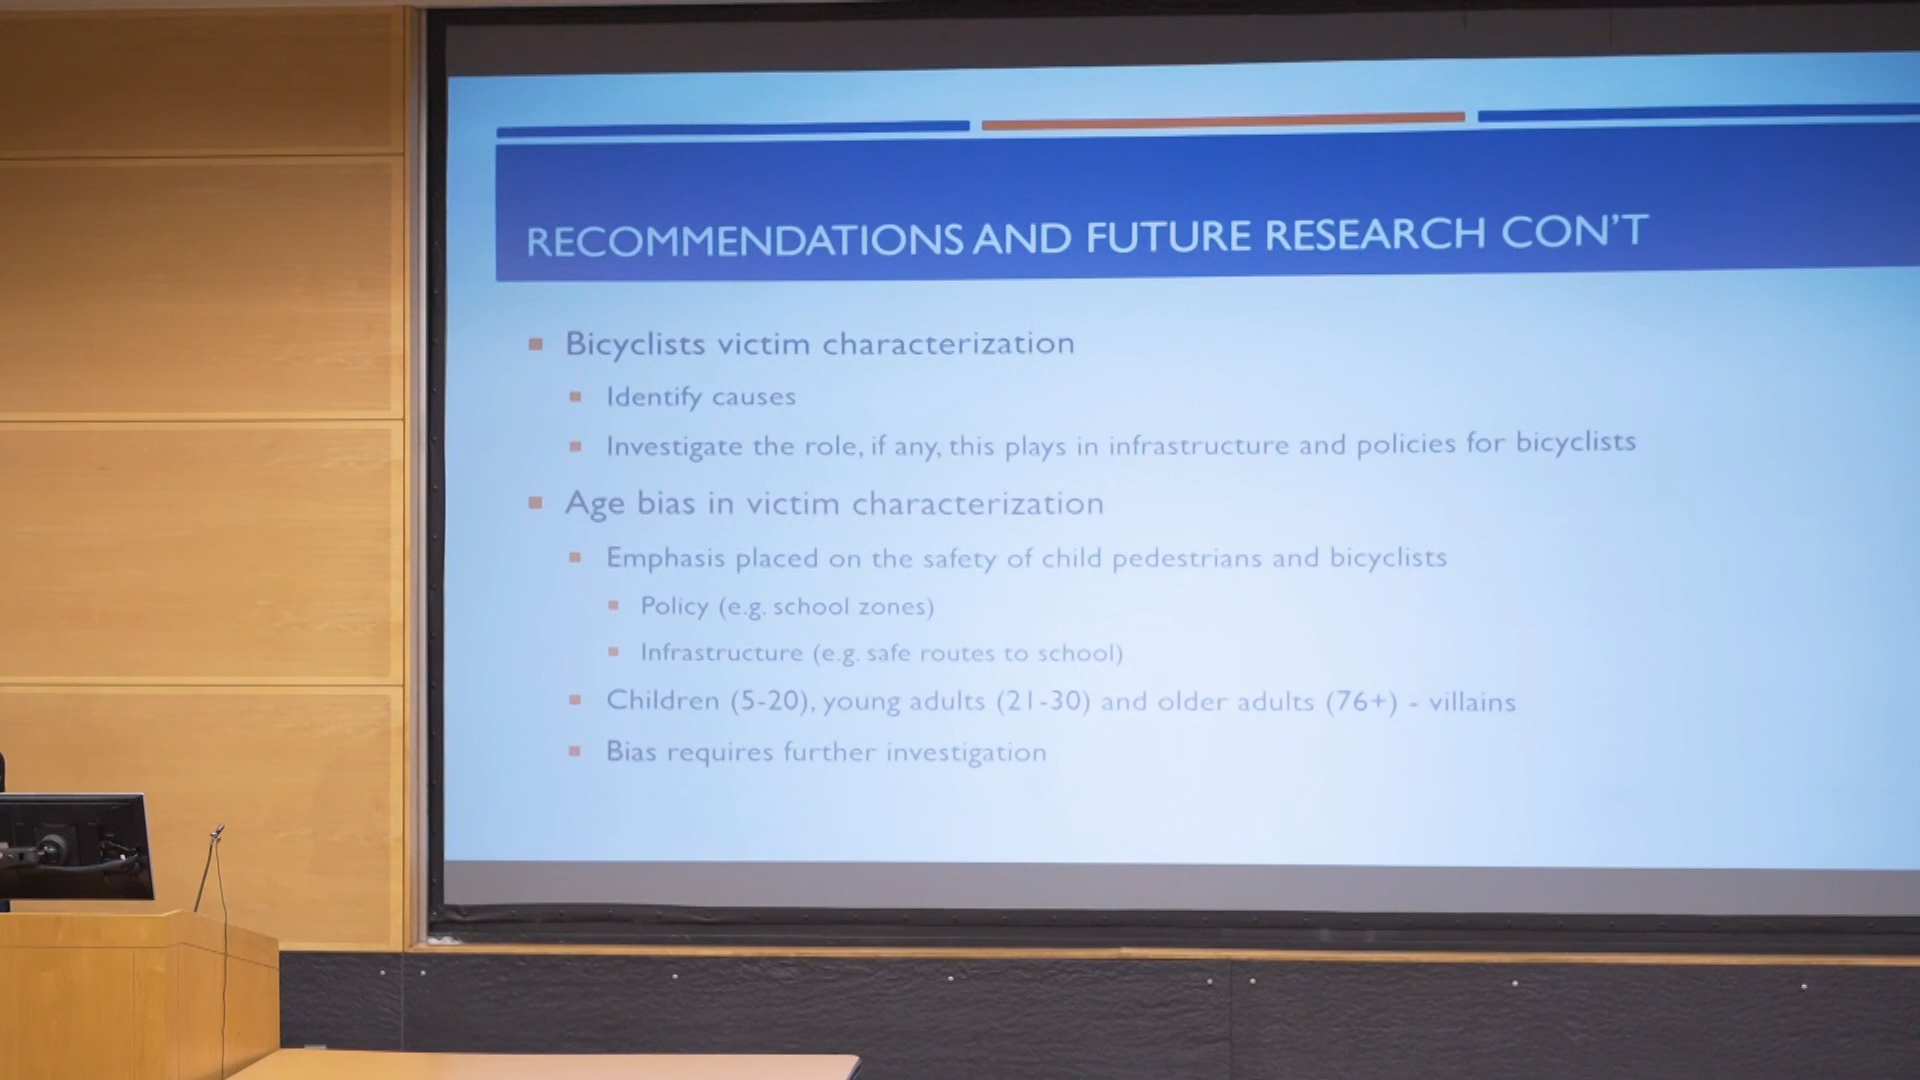 RECOMMENDATIONS AND FUTURE RESEARCH CON'T
Bicyclists victim characterization
Identify causes
Investigate the role, if any, this plays in infrastructure and policies for bicyclists
Age bias in victim characterization
Emphasis placed on the safety of child pedestrians and bicyclists
Policy (e.g. school zones)
Infrastructure (e.g. safe routes to school)
Children (5-20), young adults (21-30) and older adults (76+) - villains
Bias requires further investigation